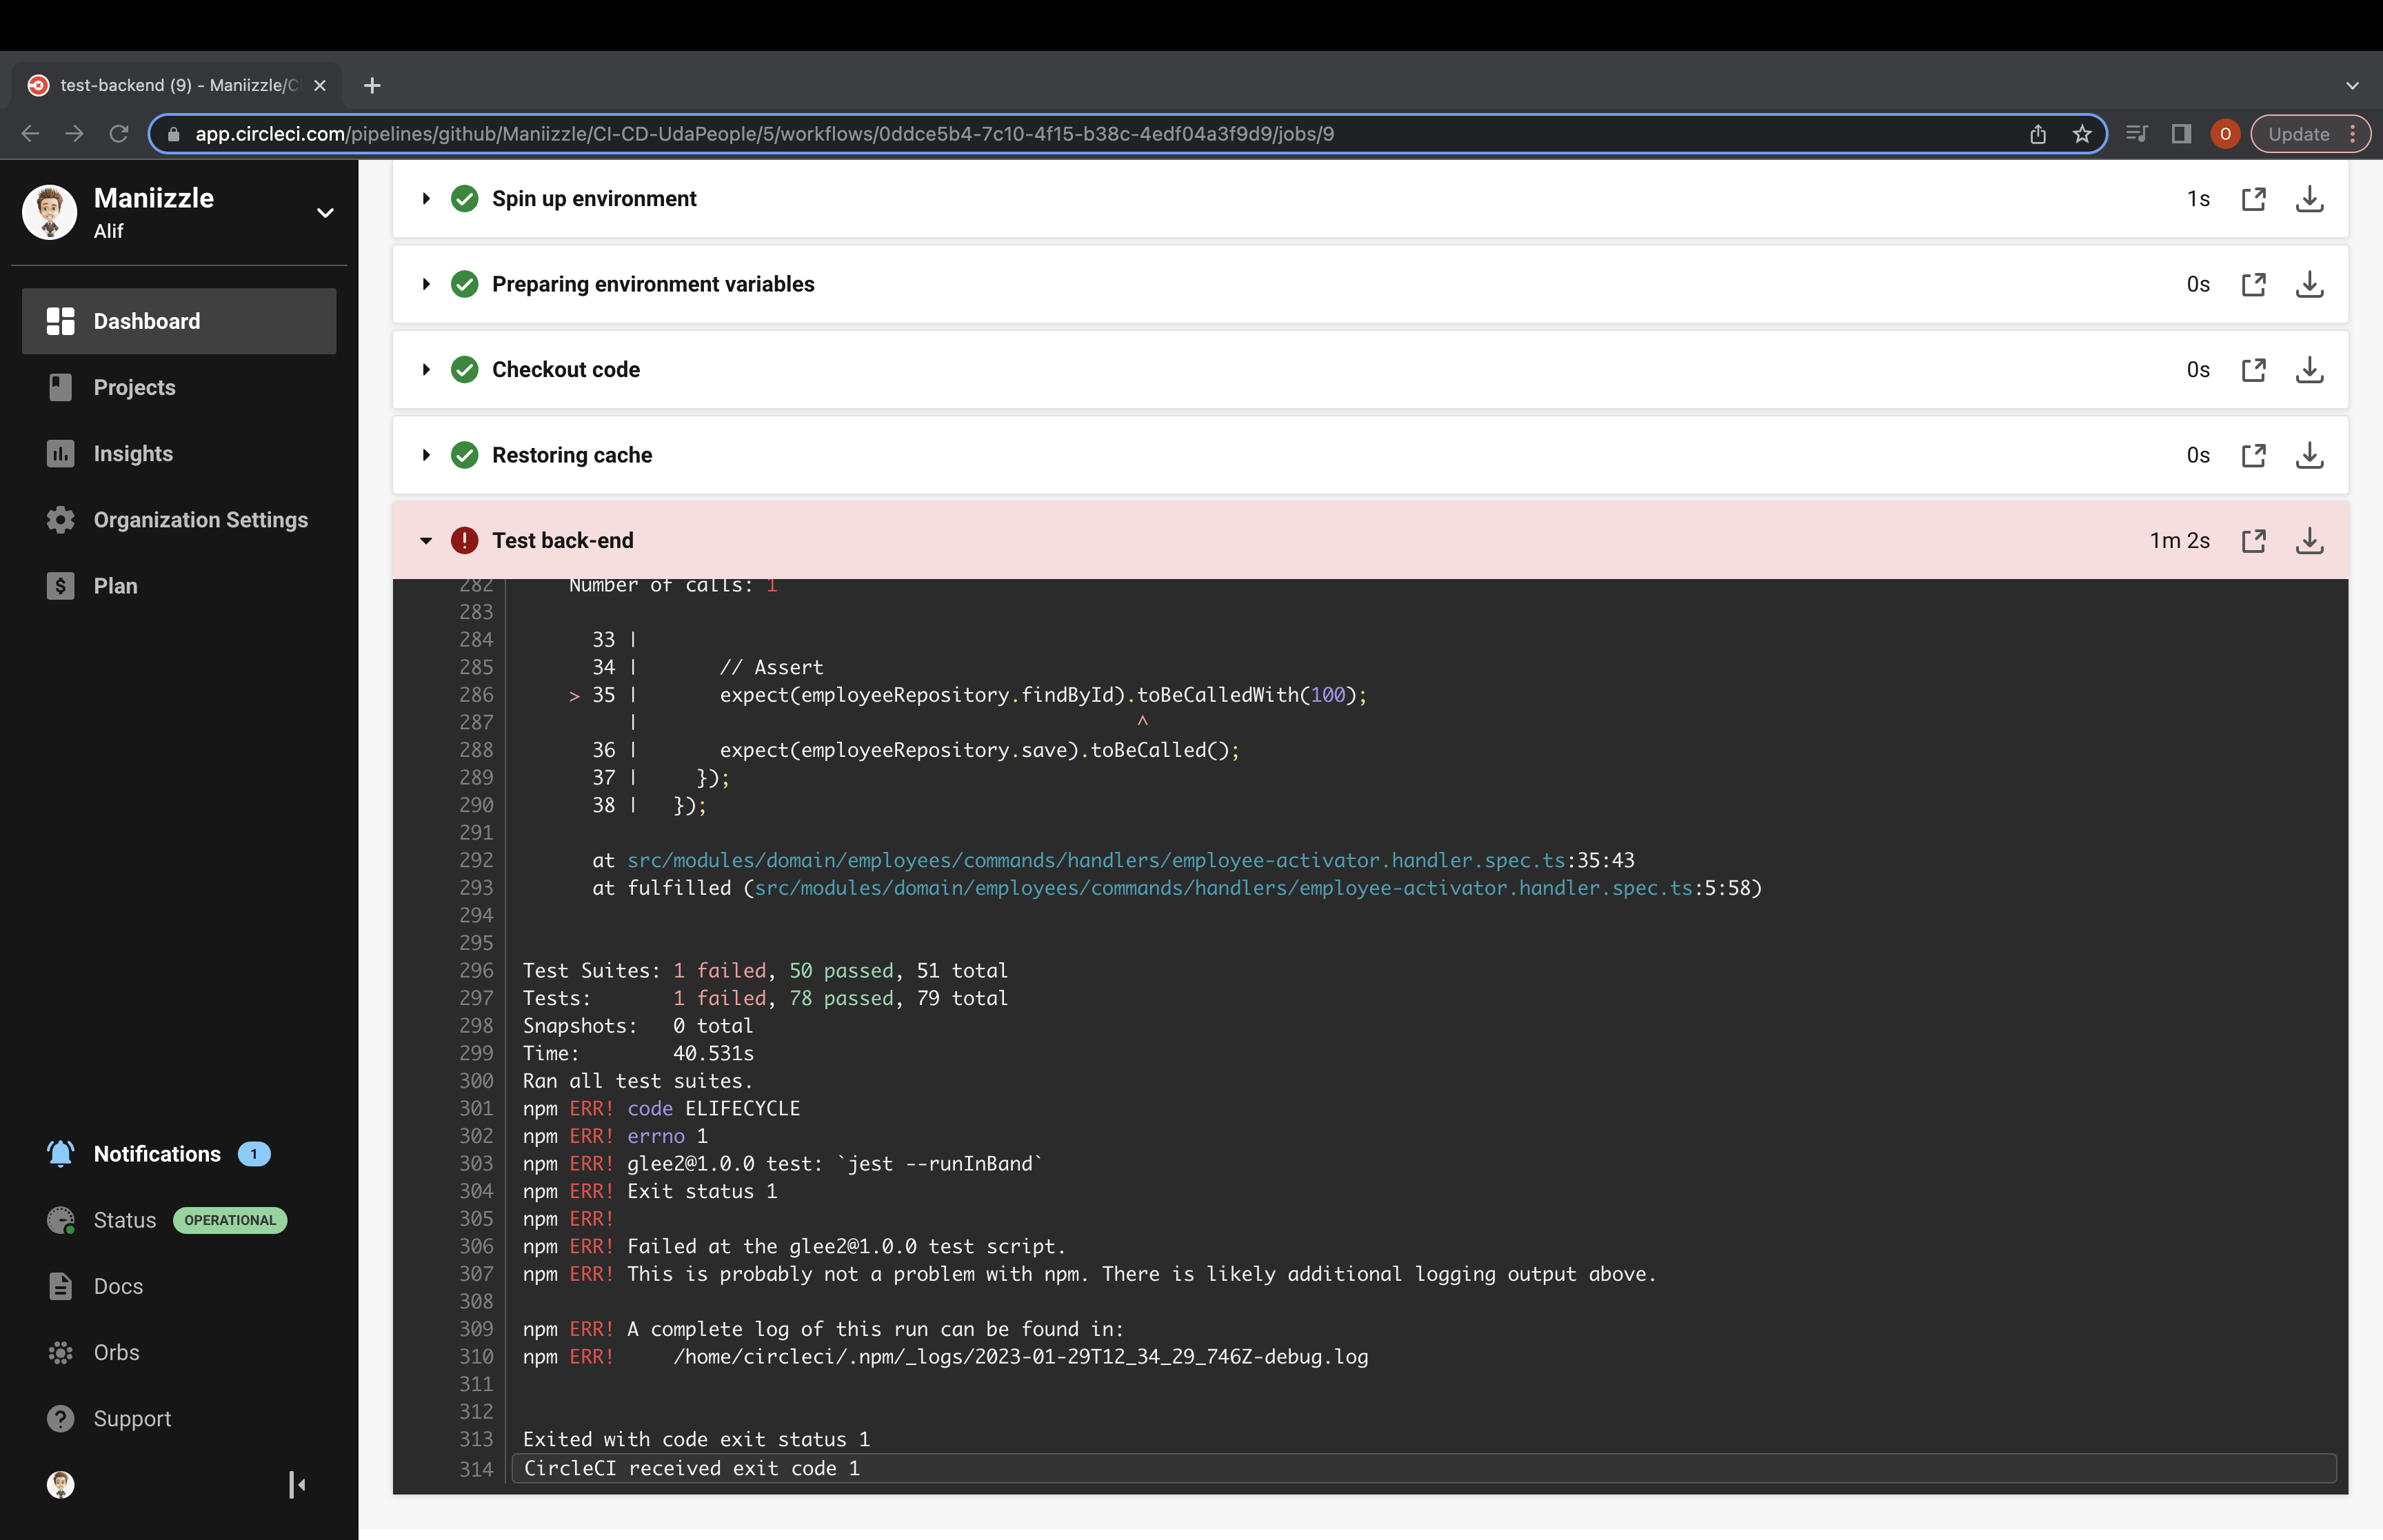 test-backend (9) - Maniizzle/C
app.circleci.com/pipelines/github/Maniizzle/CI-CD-UdaPeople/5/workflows/0ddce5b4-7c10-4f15-b38c-4edf04a3f9d9/jobs/9
O
Update
Maniizzle
Alif
Dashboard
Projects
Insights
Organization Settings
Plan
Notifications 1
Status OPERATIONAL
Docs
Orbs
Support
Spin up environment 1s
Preparing environment variables 0s
Checkout code 0s
Restoring cache 0s
Test back-end 1m 2s
282 Number of calls: 1
283
284 33 |
285 34 | // Assert
286 > 35 | expect(employeeRepository.findById).toBeCalledWith(100);
287 | ^
288 36 | expect(employeeRepository.save).toBeCalled();
289 37 | });
290 38 | });
291
292 at src/modules/domain/employees/commands/handlers/employee-activator.handler.spec.ts:35:43
293 at fulfilled (src/modules/domain/employees/commands/handlers/employee-activator.handler.spec.ts:5:58)
294
295
296 Test Suites: 1 failed, 50 passed, 51 total
297 Tests: 1 failed, 78 passed, 79 total
298 Snapshots: 0 total
299 Time: 40.531s
300 Ran all test suites.
301 npm ERR! code ELIFECYCLE
302 npm ERR! errno 1
303 npm ERR! glee2@1.0.0 test: `jest --runInBand`
304 npm ERR! Exit status 1
305 npm ERR!
306 npm ERR! Failed at the glee2@1.0.0 test script.
307 npm ERR! This is probably not a problem with npm. There is likely additional logging output above.
308
309 npm ERR! A complete log of this run can be found in:
310 npm ERR! /home/circleci/.npm/_logs/2023-01-29T12_34_29_746Z-debug.log
311
312
313 Exited with code exit status 1
314 CircleCI received exit code 1